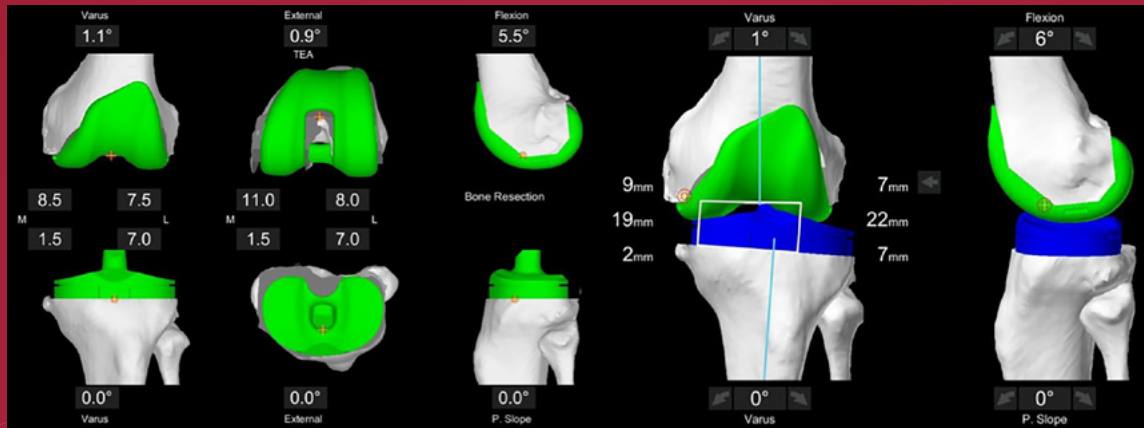 Varus
1.1°
External
0.9°
TEA
Flexion
5.5°
8.5
7.5
M
L
1.5
7.0
11.0
8.0
M
L
1.5
7.0
Bone Resection
0.0°
Varus
0.0°
External
0.0°
P. Slope
Varus
1°
9mm
7mm
19mm
22mm
2mm
7mm
0°
Varus
Flexion
6°
0°
P. Slope